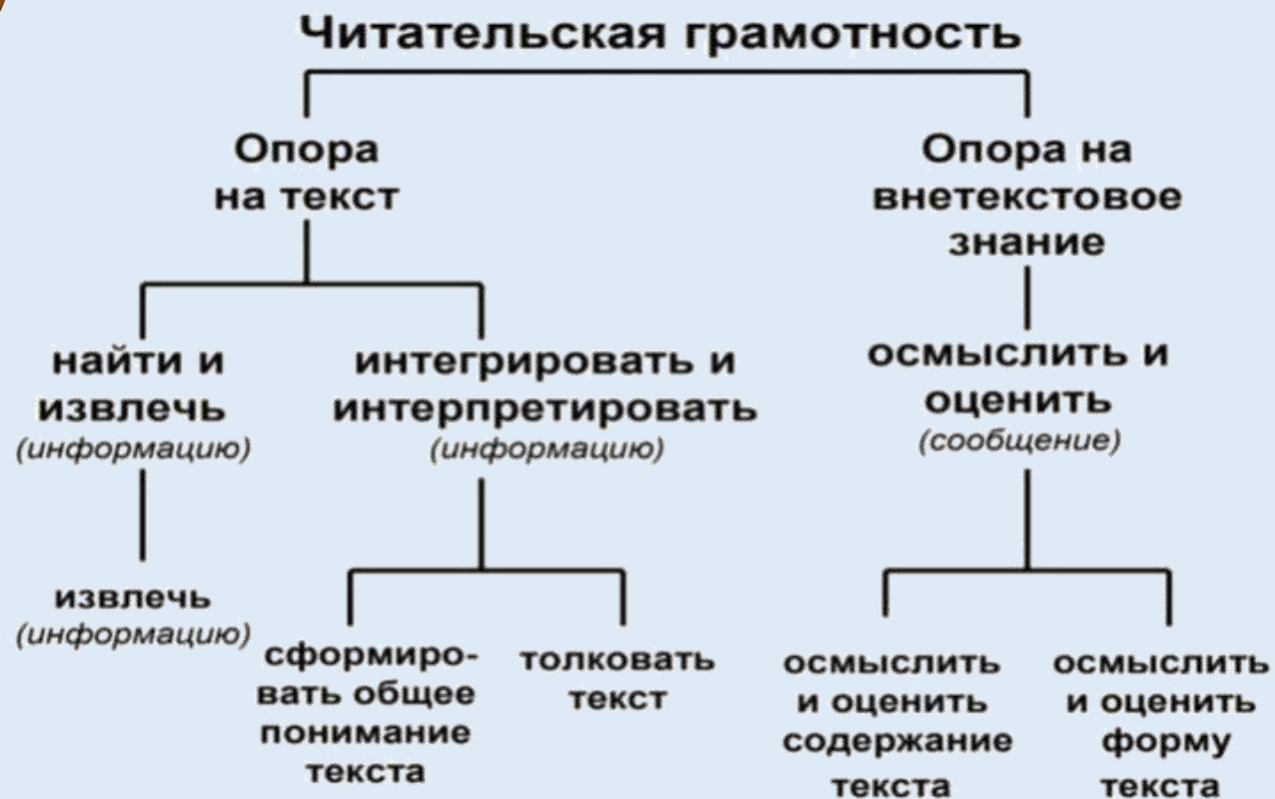 Читательская грамотность
Опора
на текст
Опора на
внетекстовое
знание
найти и
извлечь
(информацию)
интегрировать и
интерпретировать
(информацию)
осмыслить и
оценить
(сообщение)
извлечь
(информацию)
сформиро-
вать общее
понимание
текста
толковать
текст
осмыслить
и оценить
содержание
текста
осмыслить
и оценить
форму
текста